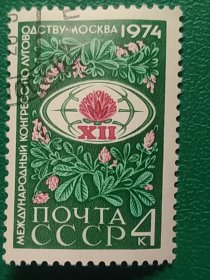 МЕЖДУНАРОДНЫЙ КОНГРЕСС ПО ЛУГОВОДСТВУ · МОСКВА 1974
XII
ПОЧТА
СССР 4 К